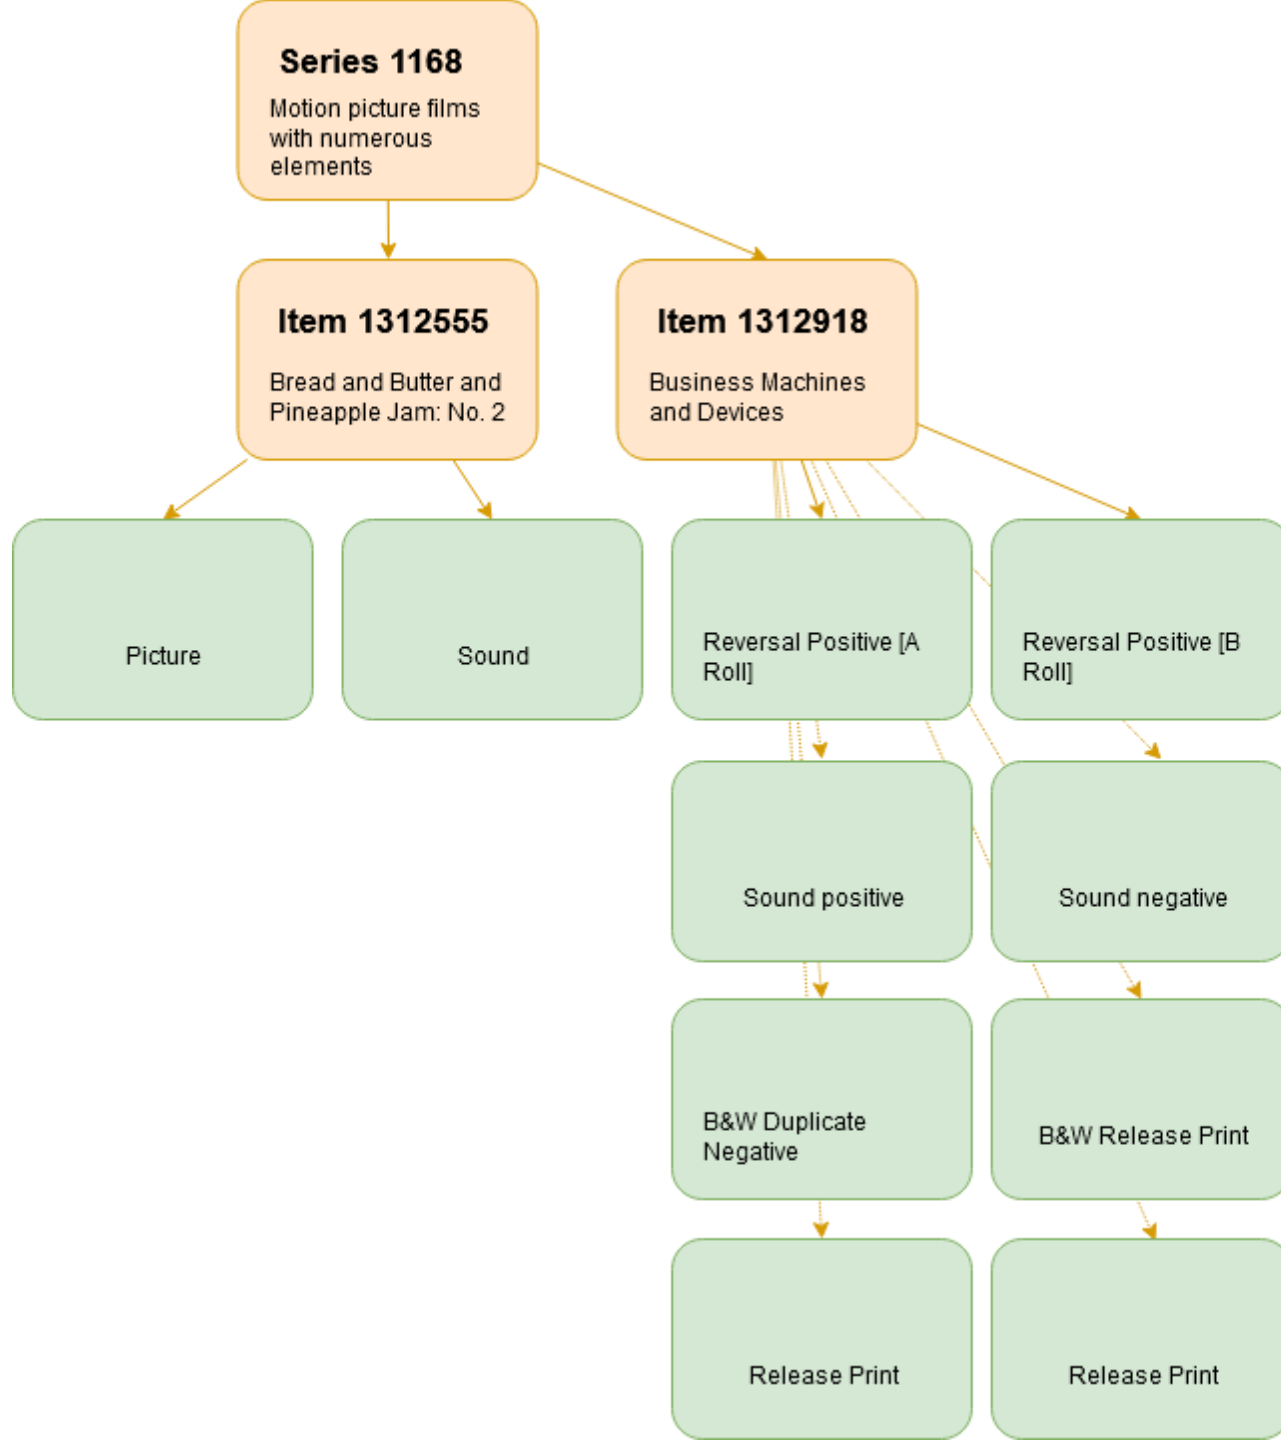 Series 1168
Motion picture films
with numerous
elements
Item 1312555
Bread and Butter and
Pineapple Jam: No. 2
Item 1312918
Business Machines
and Devices
Picture
Sound
Reversal Positive [A
Roll]
Reversal Positive [B
Roll]
Sound positive
Sound negative
B&W Duplicate
Negative
B&W Release Print
Release Print
Release Print